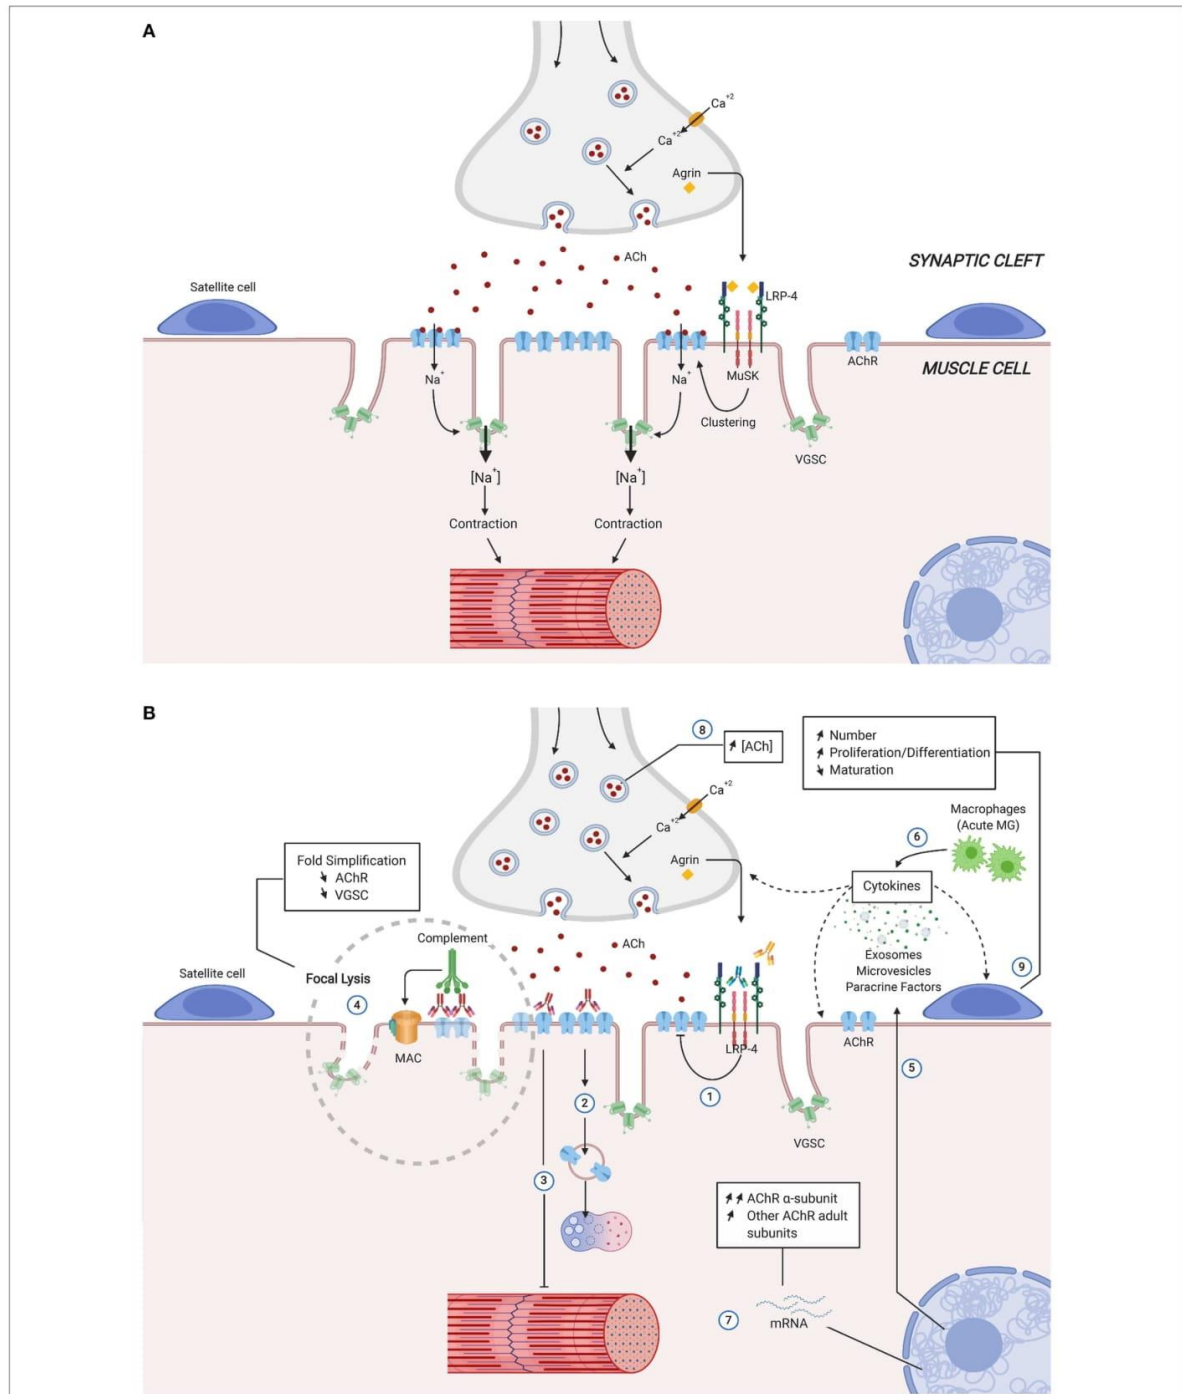 A
Ca+2
Ca+2
Agrin
ACh
SYNAPTIC CLEFT
Satellite cell
LRP-4
Na+
Na+
MuSK
AChR
MUSCLE CELL
Clustering
VGSC
[Na+]
[Na+]
Contraction
Contraction
B
8
[ACh]
Number
Proliferation/Differentiation
Maturation
Ca+2
Ca+2
Macrophages
(Acute MG)
6
Fold Simplification
AChR
VGSC
Agrin
Cytokines
Complement
ACh
Exosomes
Microvesicles
Paracrine Factors
9
Satellite cell
Focal Lysis
4
MAC
LRP-4
AChR
1
2
5
VGSC
3
AChR α-subunit
Other AChR adult
subunits
7
mRNA